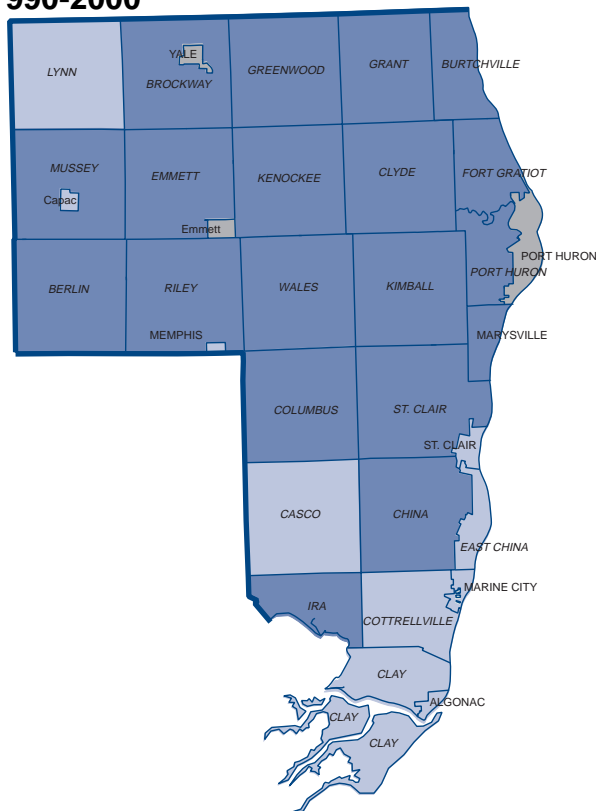 990-2000
LYNN
YALE
BROCKWAY
GREENWOOD
GRANT
BURTCHVILLE
MUSSEY
Capac
EMMETT
Emmett
KENOCKEE
CLYDE
FORT GRATIOT
PORT HURON
PORT HURON
BERLIN
RILEY
WALES
KIMBALL
MEMPHIS
MARYSVILLE
COLUMBUS
ST. CLAIR
ST. CLAIR
CASCO
CHINA
EAST CHINA
MARINE CITY
IRA
COTTRELLVILLE
CLAY
ALGONAC
CLAY
CLAY